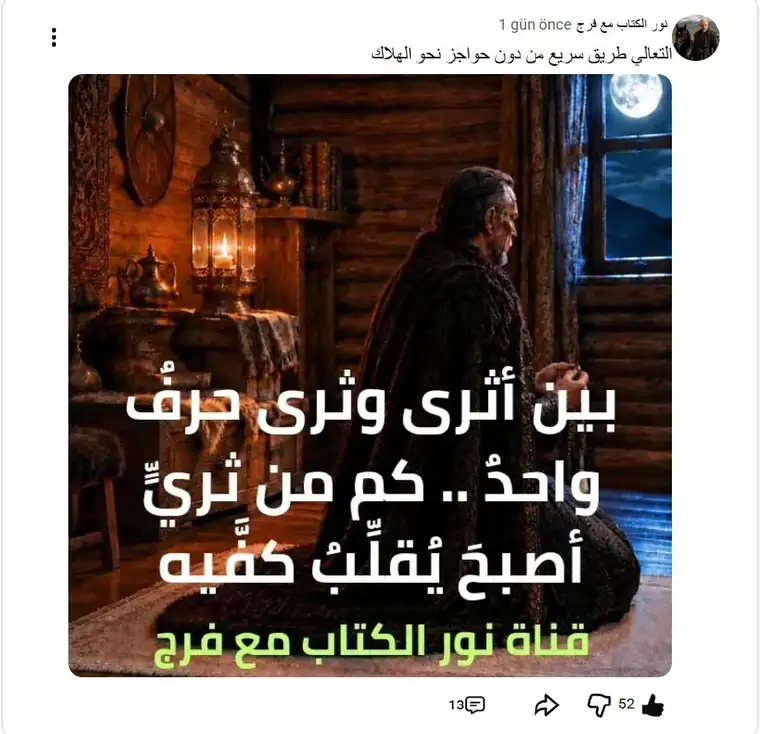 نور الكتاب مع فرج 1 gün önce
التعالي طريق سريع من دون حواجز نحو الهلاك
بين أثرى وثرى حرفُ
واحدُ .. كم من ثريٍّ
أصبحَ يُقلِّبُ كفَّيه
قناة نور الكتاب مع فرج
52
13